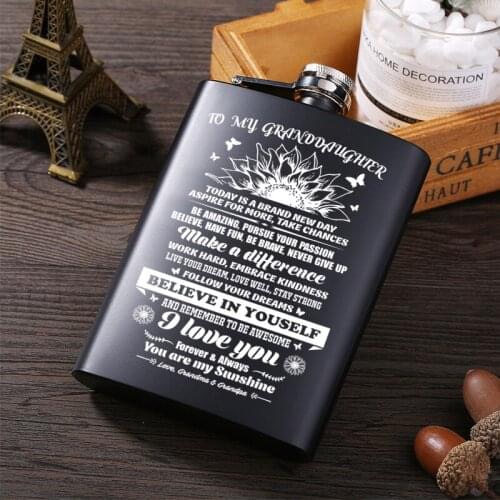 TO MY GRANDDAUGHTER
TODAY IS A BRAND NEW DAY
ASPIRE FOR MORE, TAKE CHANCES
BE AMAZING, PURSUE YOUR PASSION
BELIEVE, HAVE FUN, BE BRAVE, NEVER GIVE UP
Make a difference
WORK HARD, EMBRACE KINDNESS
LIVE YOUR DREAM, LOVE WELL, STAY STRONG
FOLLOW YOUR DREAMS
BELIEVE IN YOUSELF
AND REMEMBER TO BE AWESOME
I love you
Forever & Always
You are my Sunshine
Love, Grandma & Grandpa
HOME DECORATION
CAFE
HAUT